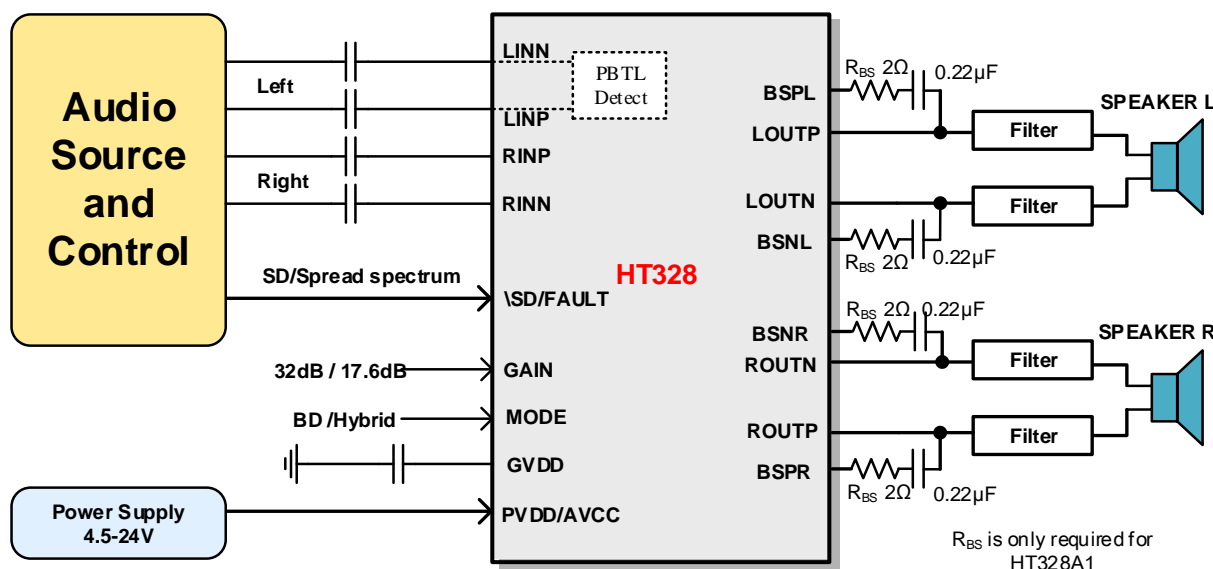 Audio
Source
and
Control
Left
Right
SD/Spread spectrum
32dB / 17.6dB
BD /Hybrid
Power Supply
4.5-24V
LINN
LINP
RINP
RINN
\SD/FAULT
GAIN
MODE
GVDD
PVDD/AVCC
PBTL
Detect
HT328
BSPL
LOUTP
LOUTN
BSNL
BSNR
ROUTN
ROUTP
BSPR
RBS 2Ω
0.22µF
Filter
SPEAKER L
Filter
RBS 2Ω
0.22µF
RBS 2Ω
0.22µF
Filter
SPEAKER R
Filter
RBS 2Ω
0.22µF
RBS is only required for
HT328A1